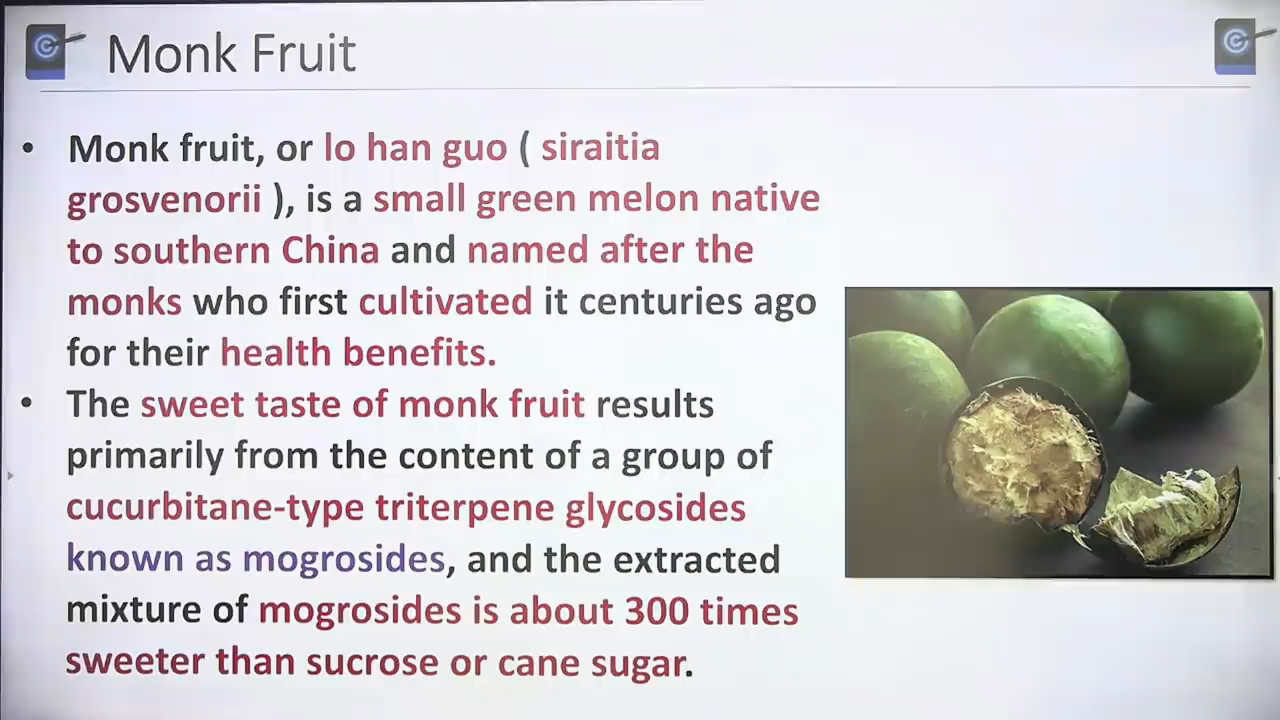 Monk Fruit
• Monk fruit, or lo han guo ( siraitia
grosvenorii ), is a small green melon native
to southern China and named after the
monks who first cultivated it centuries ago
for their health benefits.
• The sweet taste of monk fruit results
primarily from the content of a group of
cucurbitane-type triterpene glycosides
known as mogrosides, and the extracted
mixture of mogrosides is about 300 times
sweeter than sucrose or cane sugar.